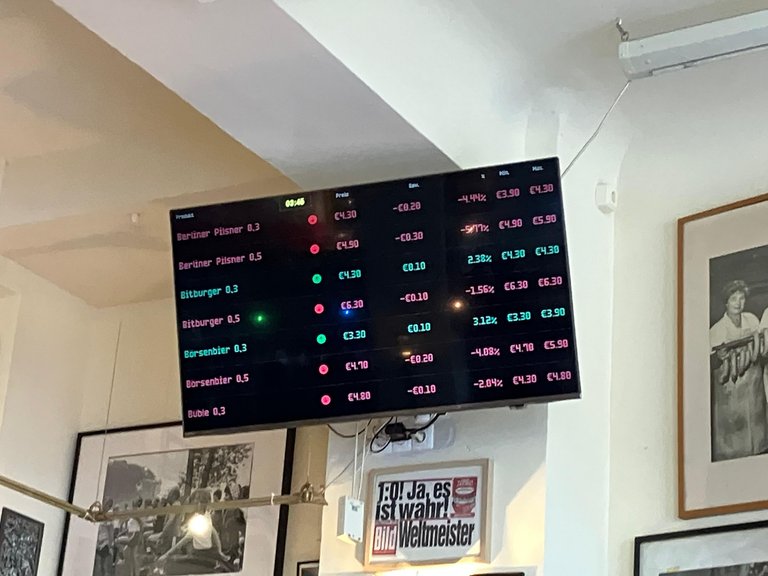 Produkt Preis Bew. % Min. Max.
Berliner Pilsner 0,3 €4.30 -€0.20 -4.44% €3.90 €4.30
Berliner Pilsner 0,5 €4.90 -€0.30 -5.77% €4.90 €5.90
Bitburger 0,3 €4.30 €0.10 2.38% €4.30 €4.30
Bitburger 0,5 €6.30 -€0.10 -1.56% €6.30 €6.30
Börsenbier 0,3 €3.30 €0.10 3.12% €3.30 €3.90
Börsenbier 0,5 €4.70 -€0.20 -4.08% €4.70 €5.90
Bubie 0,3 €4.80 -€0.10 -2.04% €4.30 €4.80
1:0! Ja, es
ist wahr!
Bild Weltmeister